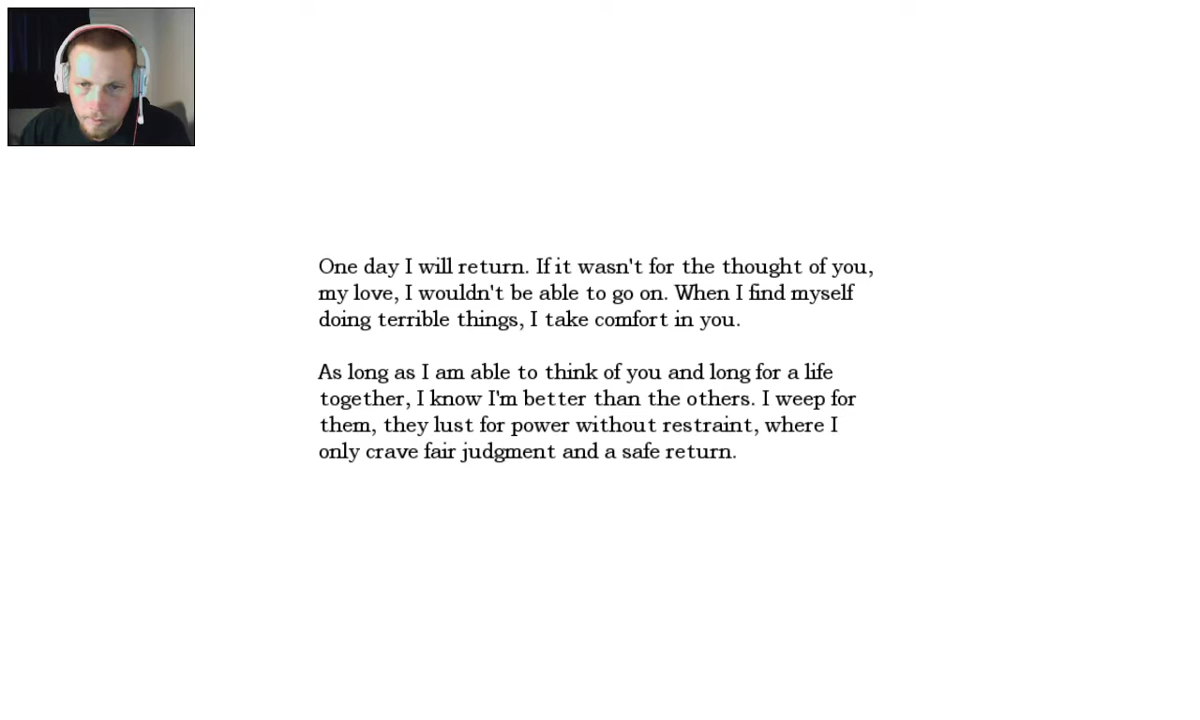 One day I will return. If it wasn't for the thought of you,
my love, I wouldn't be able to go on. When I find myself
doing terrible things, I take comfort in you.
As long as I am able to think of you and long for a life
together, I know I'm better than the others. I weep for
them, they lust for power without restraint, where I
only crave fair judgment and a safe return.